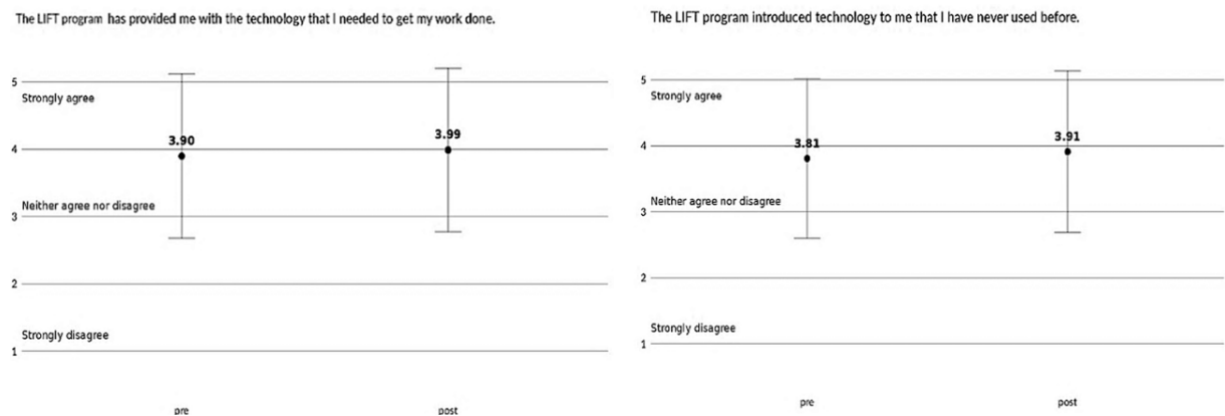 The LIFT program has provided me with the technology that I needed to get my work done.
5
Strongly agree
3.90
3.99
4
Neither agree nor disagree
3
2
Strongly disagree
1
pre
post
The LIFT program introduced technology to me that I have never used before.
5
Strongly agree
3.81
3.91
4
Neither agree nor disagree
3
2
Strongly disagree
1
pre
post